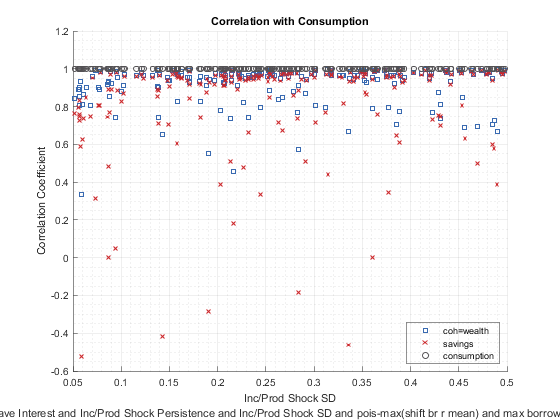 Correlation with Consumption
1.2
1
0.8
0.6
0.4
0.2
0
-0.2
-0.4
-0.6
Correlation Coefficient
coh=wealth
savings
consumption
0.05 0.1 0.15 0.2 0.25 0.3 0.35 0.4 0.45 0.5
Inc/Prod Shock SD
ave Interest and Inc/Prod Shock Persistence and Inc/Prod Shock SD and pois-max(shift br r mean) and max borrow